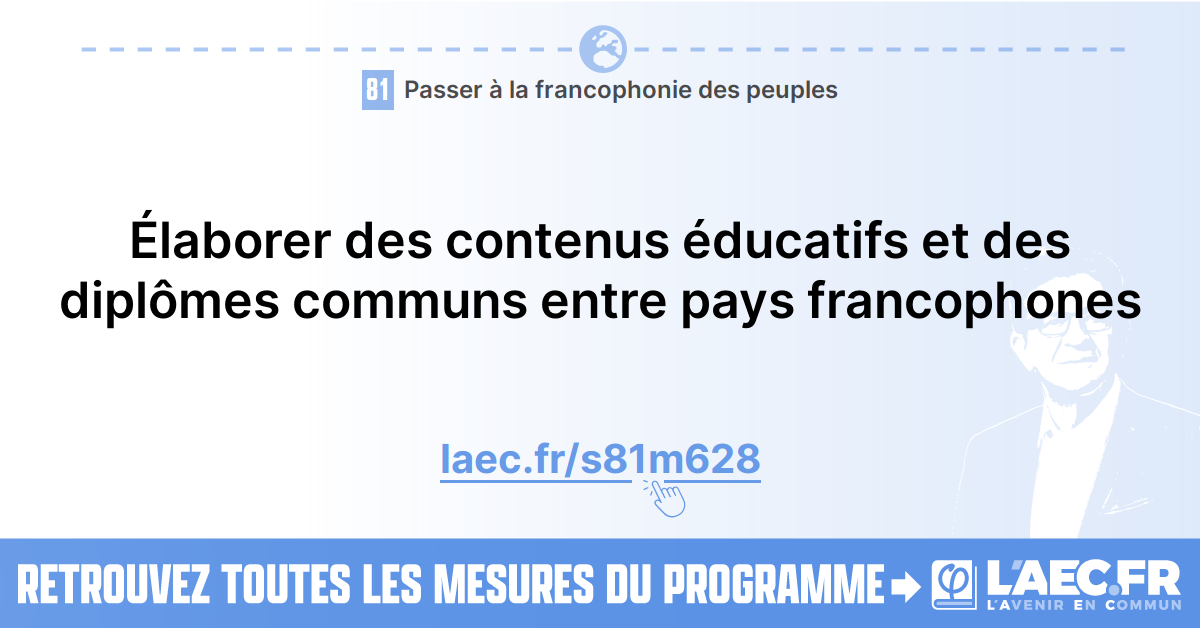 81 Passer à la francophonie des peuples
Élaborer des contenus éducatifs et des
diplômes communs entre pays francophones
laec.fr/s81m628
RETROUVEZ TOUTES LES MESURES DU PROGRAMME
L'AEC.FR
L'AVENIR EN COMMUN